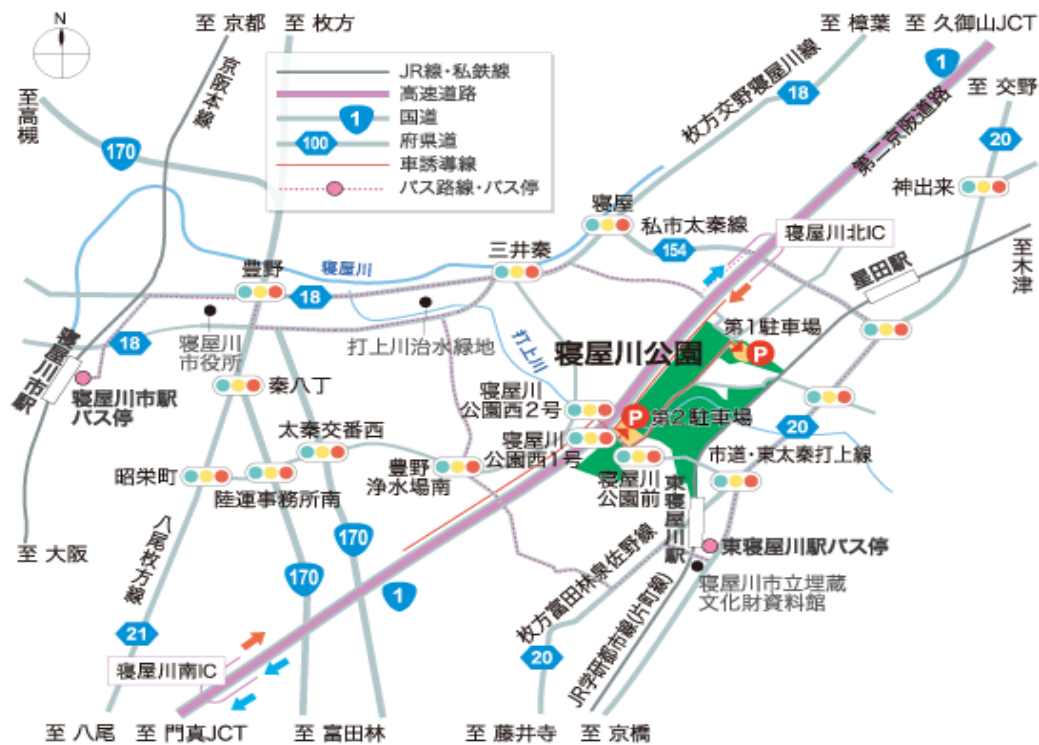 N
至 京都
至 枚方
至 樟葉
至 久御山JCT
至高槻
京阪本線
JR線・私鉄線
高速道路
1
国道
100
府県道
車誘導線
バス路線・バス停
枚方交野寝屋川線
18
1
第二京阪道路
至 交野
20
170
神出来
寝屋
私市太秦線
154
寝屋川北IC
三井秦
寝屋川
豊野
18
星田駅
至木津
18
寝屋川
市役所
打上川治水緑地
打上川
寝屋川公園
第1駐車場
P
寝屋川市駅
寝屋川市駅
バス停
秦八丁
寝屋川
公園西2号
P
第2駐車場
太秦交番西
寝屋川
公園西1号
20
昭栄町
陸運事務所南
豊野
浄水場南
寝屋川
公園前
市道・東太秦打上線
東寝屋川駅
至 大阪
八尾枚方線
170
170
1
東寝屋川駅バス停
寝屋川市立埋蔵
文化財資料館
枚方富田林泉佐野線
JR学研都市線(片町線)
21
20
寝屋川南IC
至 八尾
至 門真JCT
至 富田林
至 藤井寺
至 京橋